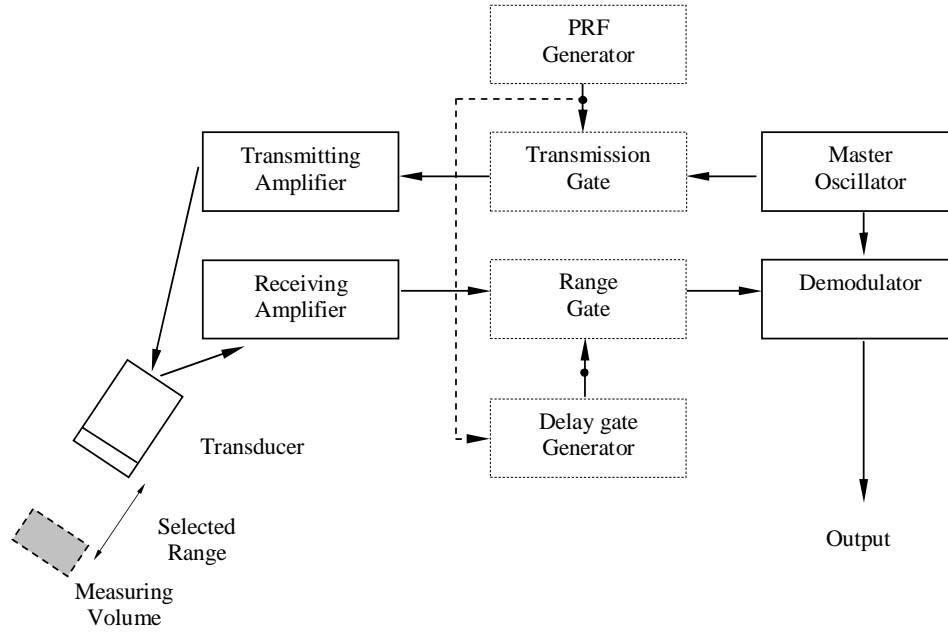 PRF
Generator
Transmitting
Amplifier
Transmission
Gate
Master
Oscillator
Receiving
Amplifier
Range
Gate
Demodulator
Transducer
Delay gate
Generator
Selected
Range
Output
Measuring
Volume